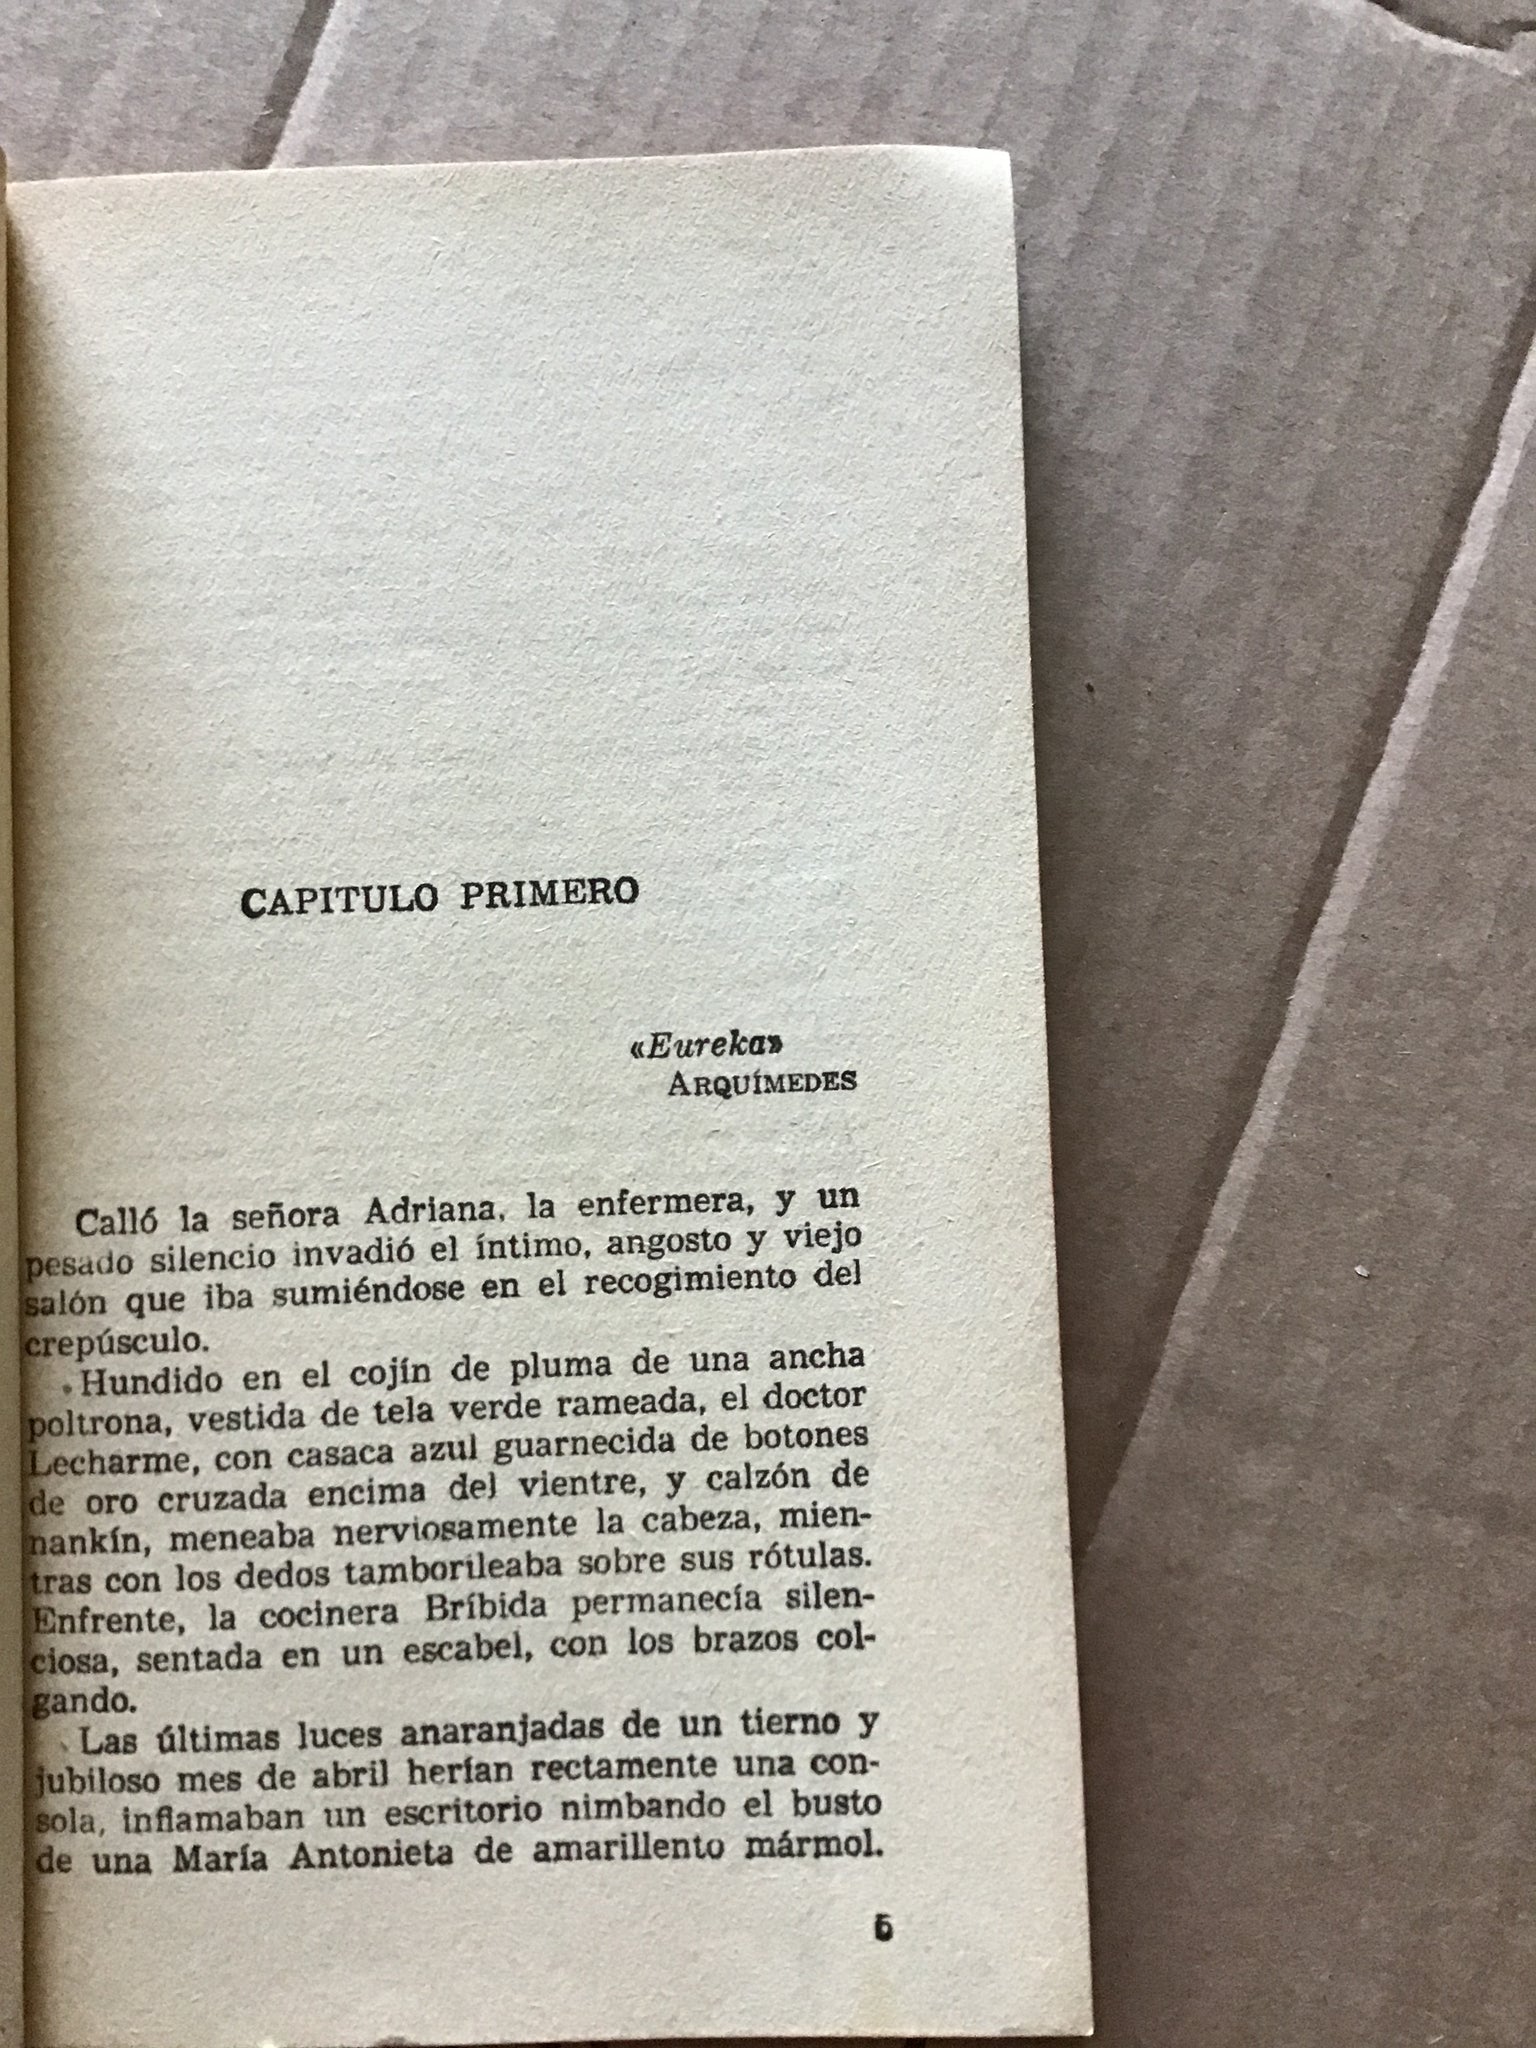 CAPITULO PRIMERO
«Eureka»
ARQUÍMEDES
Calló la señora Adriana, la enfermera, y un
pesado silencio invadió el íntimo, angosto y viejo
salón que iba sumiéndose en el recogimiento del
crepúsculo.
Hundido en el cojín de pluma de una ancha
poltrona, vestida de tela verde rameada, el doctor
Lecharme, con casaca azul guarnecida de botones
de oro cruzada encima del vientre, y calzón de
nankín, meneaba nerviosamente la cabeza, mien-
tras con los dedos tamborileaba sobre sus rótulas.
Enfrente, la cocinera Bríbida permanecía silen-
ciosa, sentada en un escabel, con los brazos col-
gando.
Las últimas luces anaranjadas de un tierno y
jubiloso mes de abril herían rectamente una con-
sola, inflamaban un escritorio nimbando el busto
de una María Antonieta de amarillento mármol.
5